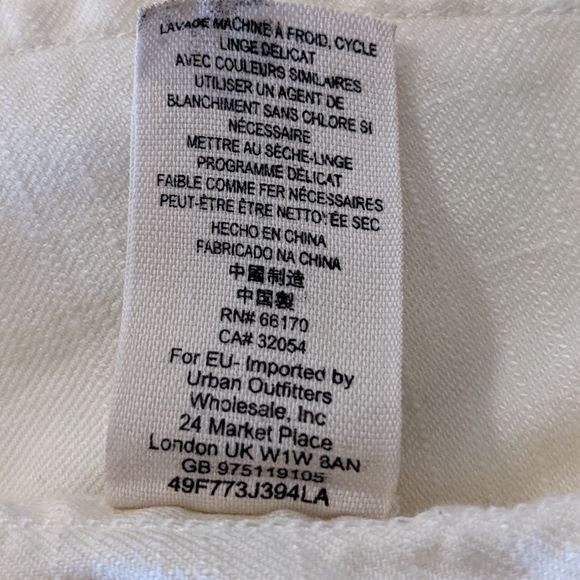 LAVAGE MACHINE À FROID, CYCLE
LINGE DELICAT
AVEC COULEURS SIMILAIRES
UTILISER UN AGENT DE
BLANCHIMENT SANS CHLORE SI
NÉCESSAIRE
METTRE AU SÈCHE-LINGE
PROGRAMME DÉLICAT
FAIBLE COMME FER NÉCESSAIRES
PEUT-ÊTRE ÊTRE NETTOYÉE SEC
HECHO EN CHINA
FABRICADO NA CHINA
中國制造
中国製
RN# 66170
CA# 32054
For EU- Imported by
Urban Outfitters
Wholesale, Inc
24 Market Place
London UK W1W 8AN
GB 975119105
49F773J394LA